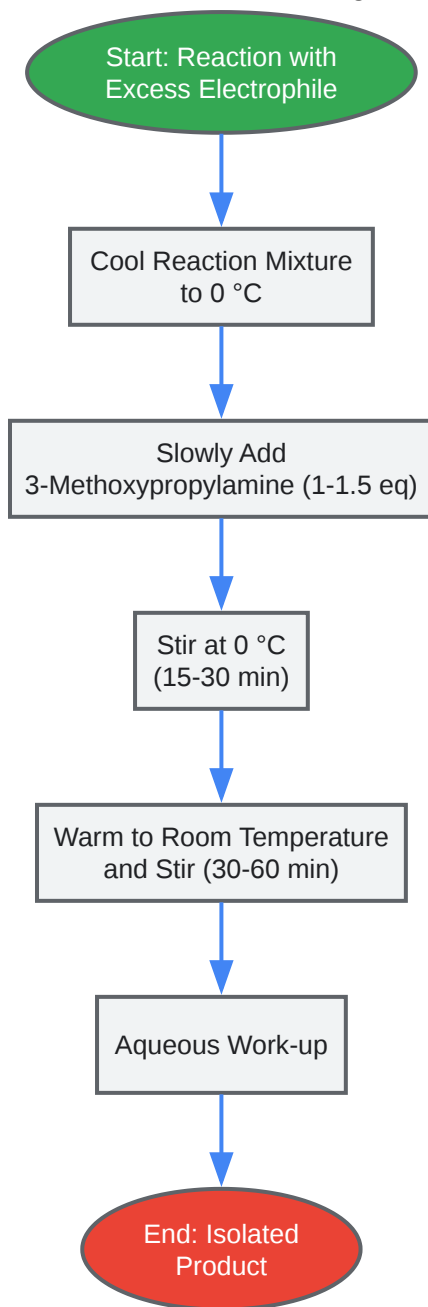 Start: Reaction with
Excess Electrophile
Cool Reaction Mixture
to 0 °C
Slowly Add
3-Methoxypropylamine (1-1.5 eq)
Stir at 0 °C
(15-30 min)
Warm to Room Temperature
and Stir (30-60 min)
Aqueous Work-up
End: Isolated
Product